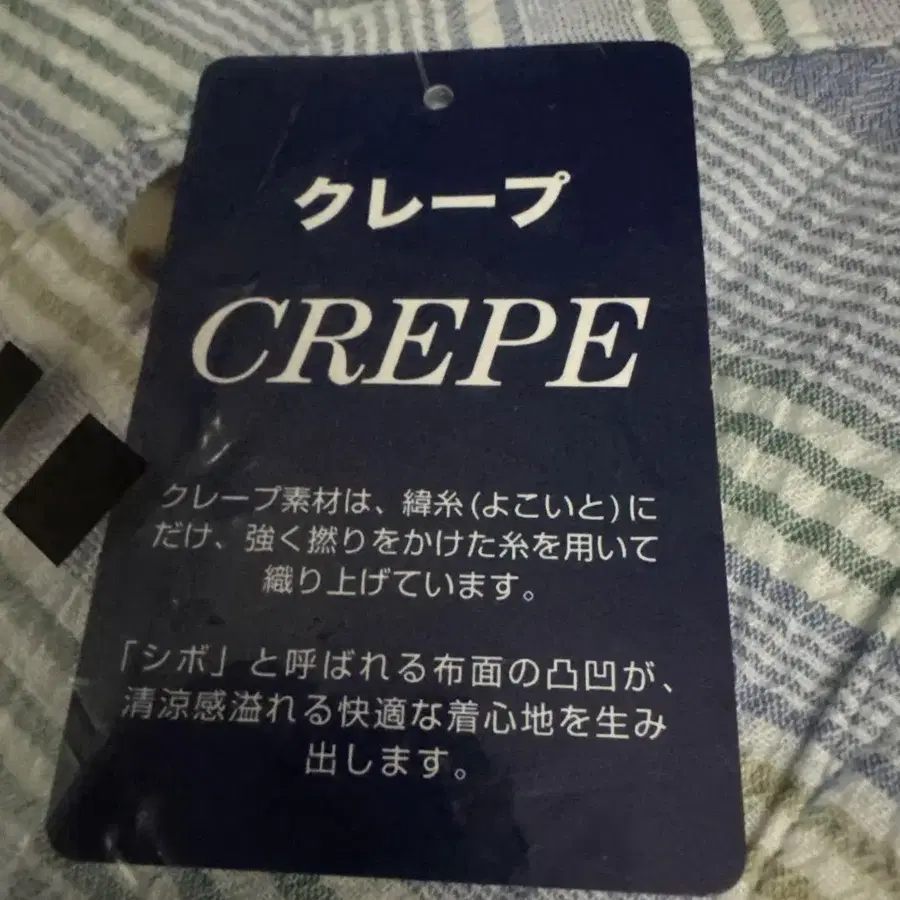 クレープ
CREPE
クレープ素材は、緯糸(よこいと)に
だけ、強く撚りをかけた糸を用いて
織り上げています。
「シボ」と呼ばれる布面の凸凹が、
清涼感溢れる快適な着心地を生み
出します。